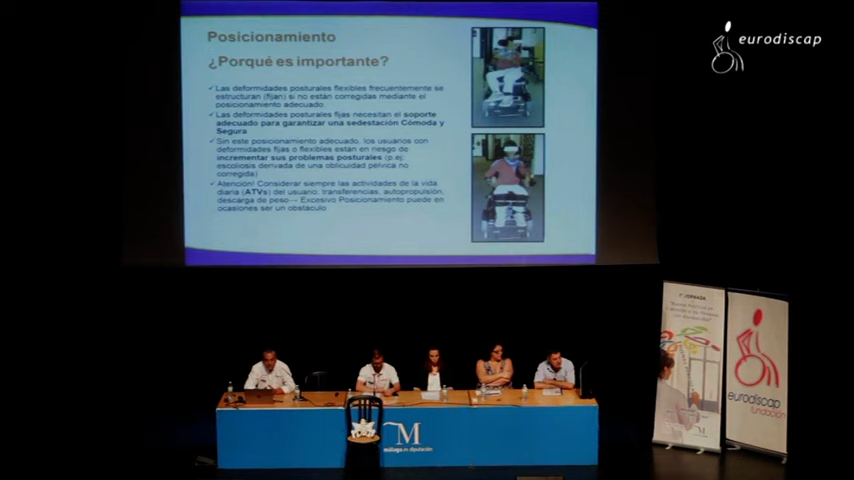 eurodiscap
Posicionamiento
¿Porqué es importante?
✓ Las deformidades posturales flexibles frecuentemente se
estructuran (fijan) si no están corregidas mediante el
posicionamiento adecuado.
✓ Las deformidades posturales fijas necesitan el soporte
adecuado para garantizar una sedestación Cómoda y
Segura
✓ Sin este posicionamiento adecuado, los usuarios con
deformidades fijas o flexibles están en riesgo de
incrementar sus problemas posturales (p.ej:
escoliosis derivada de una oblicuidad pélvica no
corregida)
✓ Atención! Considerar siempre las actividades de la vida
diaria (ATVs) del usuario: transferencias, autopropulsión,
descarga de peso→ Excesivo Posicionamiento puede en
ocasiones ser un obstáculo
JORNADA
eurodiscap
fundación
M
málaga.es diputación